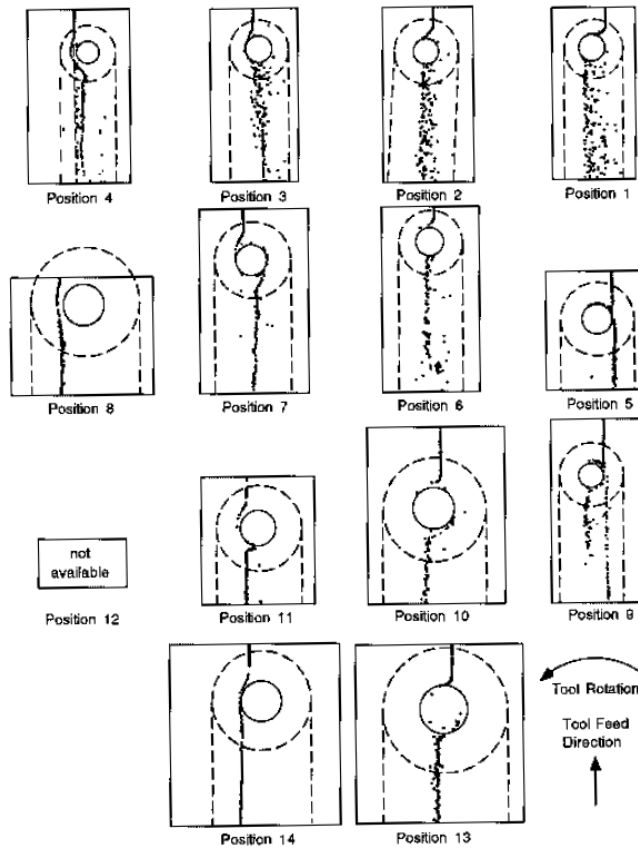 Position 4
Position 3
Position 2
Position 1
Position 8
Position 7
Position 6
Position 5
not
available
Position 12
Position 11
Position 10
Position 9
Tool Rotation
Tool Feed
Direction
Position 14
Position 13